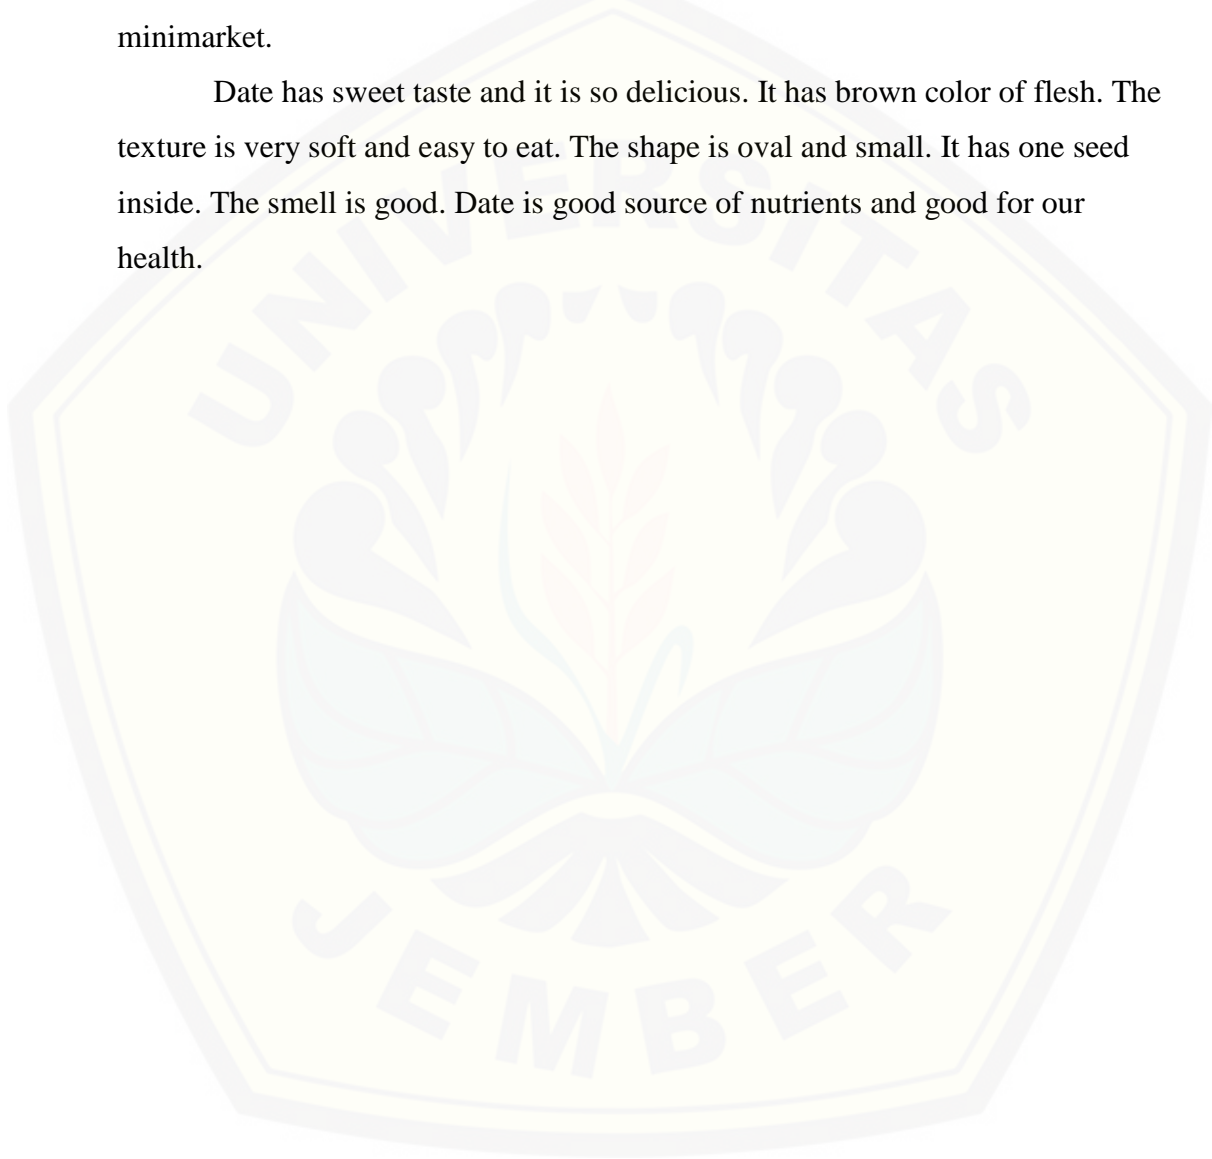 minimarket.
Date has sweet taste and it is so delicious. It has brown color of flesh. The
texture is very soft and easy to eat. The shape is oval and small. It has one seed
inside. The smell is good. Date is good source of nutrients and good for our
health.
UNIVERSITAS
JEMBER